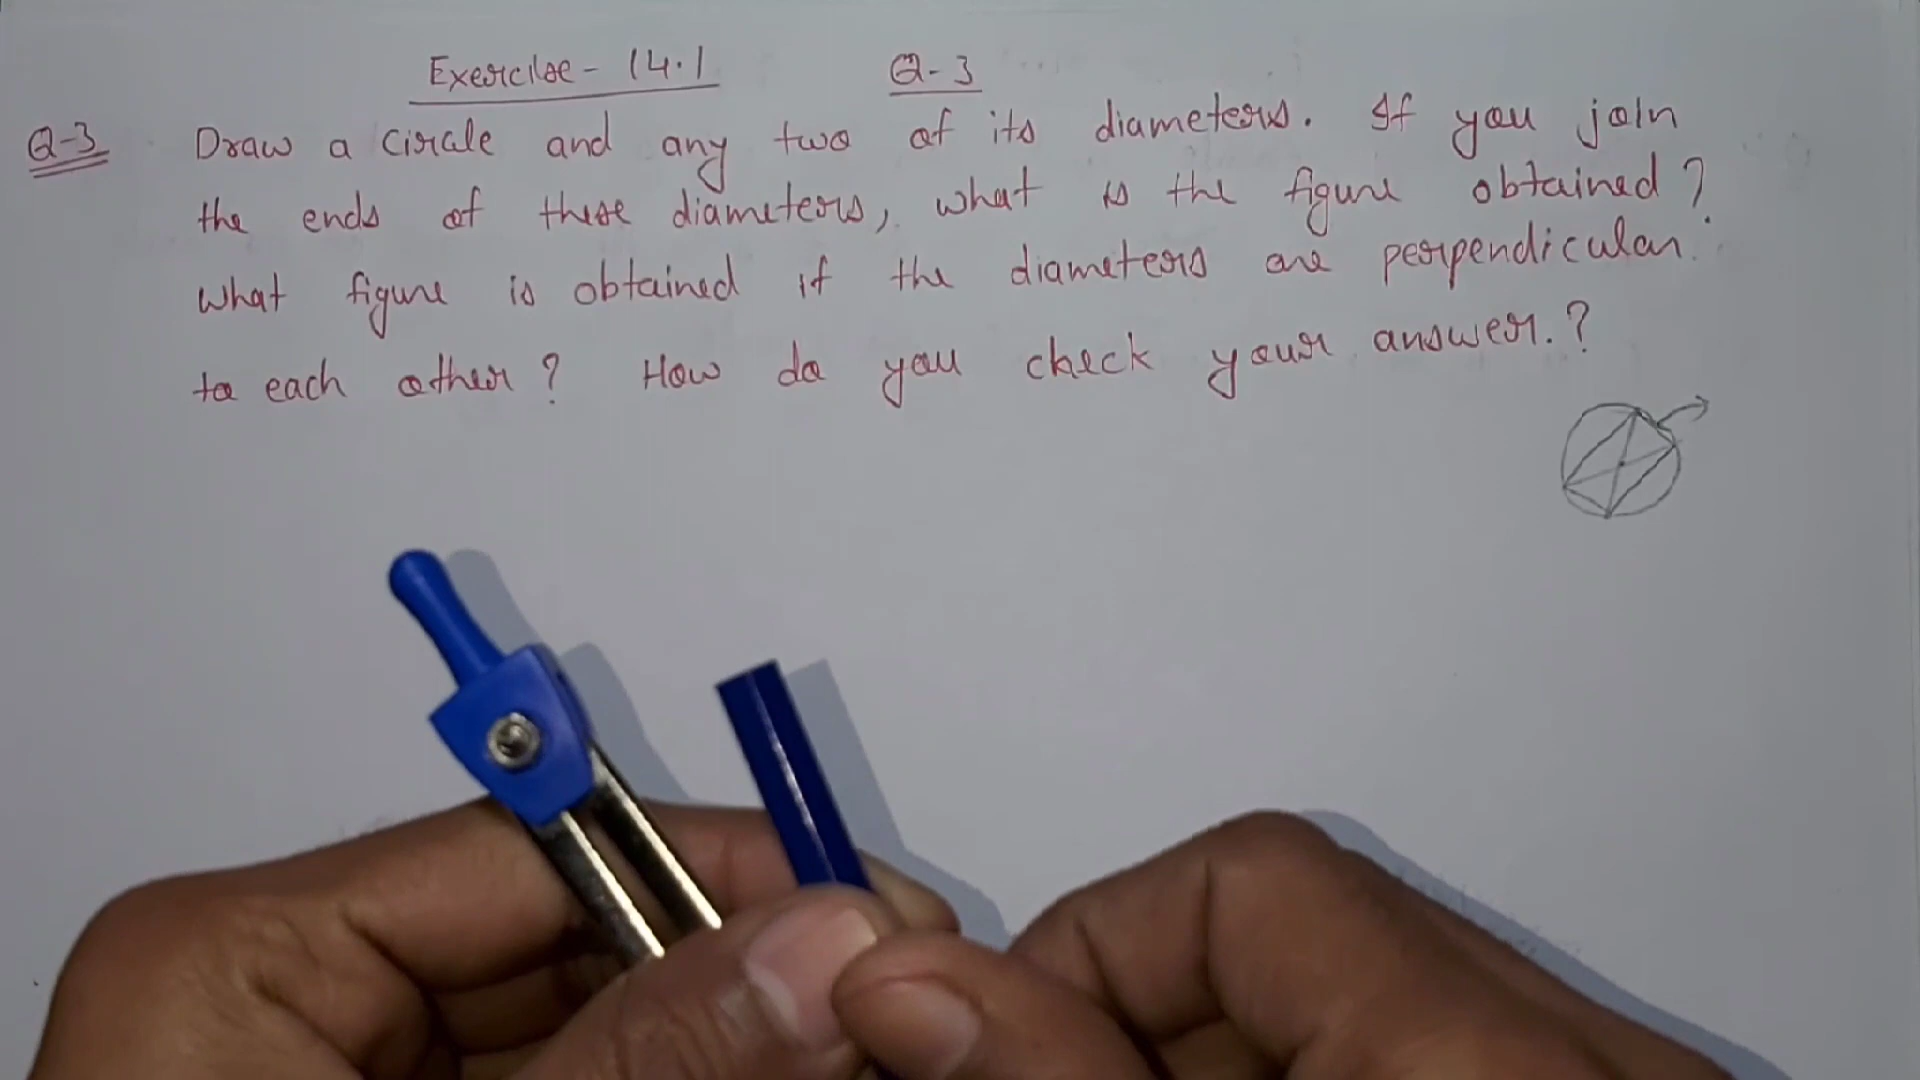 Exercise - 14.1 Q-3
Q-3 Draw a circle and any two of its diameters. If you join
the ends of these diameters, what is the figure obtained?
What figure is obtained if the diameters are perpendicular
to each other? How do you check your answer.?